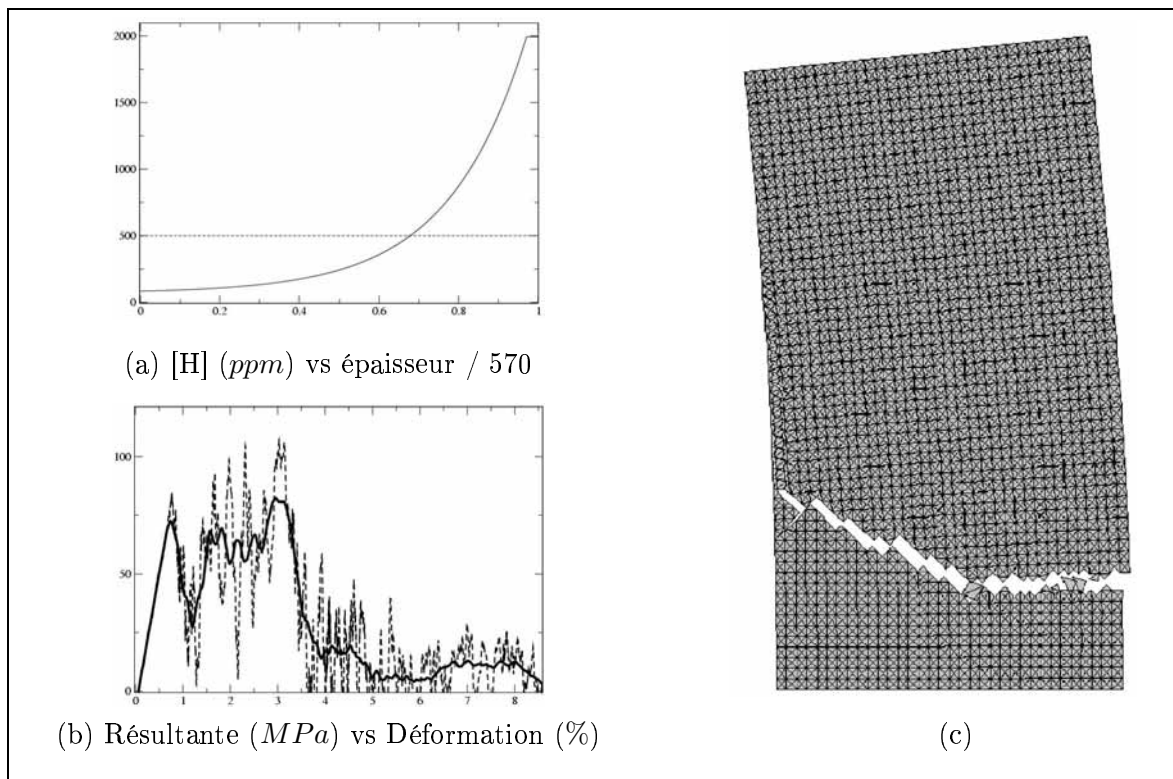 2000
1500
1000
500
0
0 0.2 0.4 0.6 0.8 1
(a) [H] (ppm) vs épaisseur / 570
100
50
0
0 1 2 3 4 5 6 7 8
(b) Résultante (MPa) vs Déformation (%)
(c)